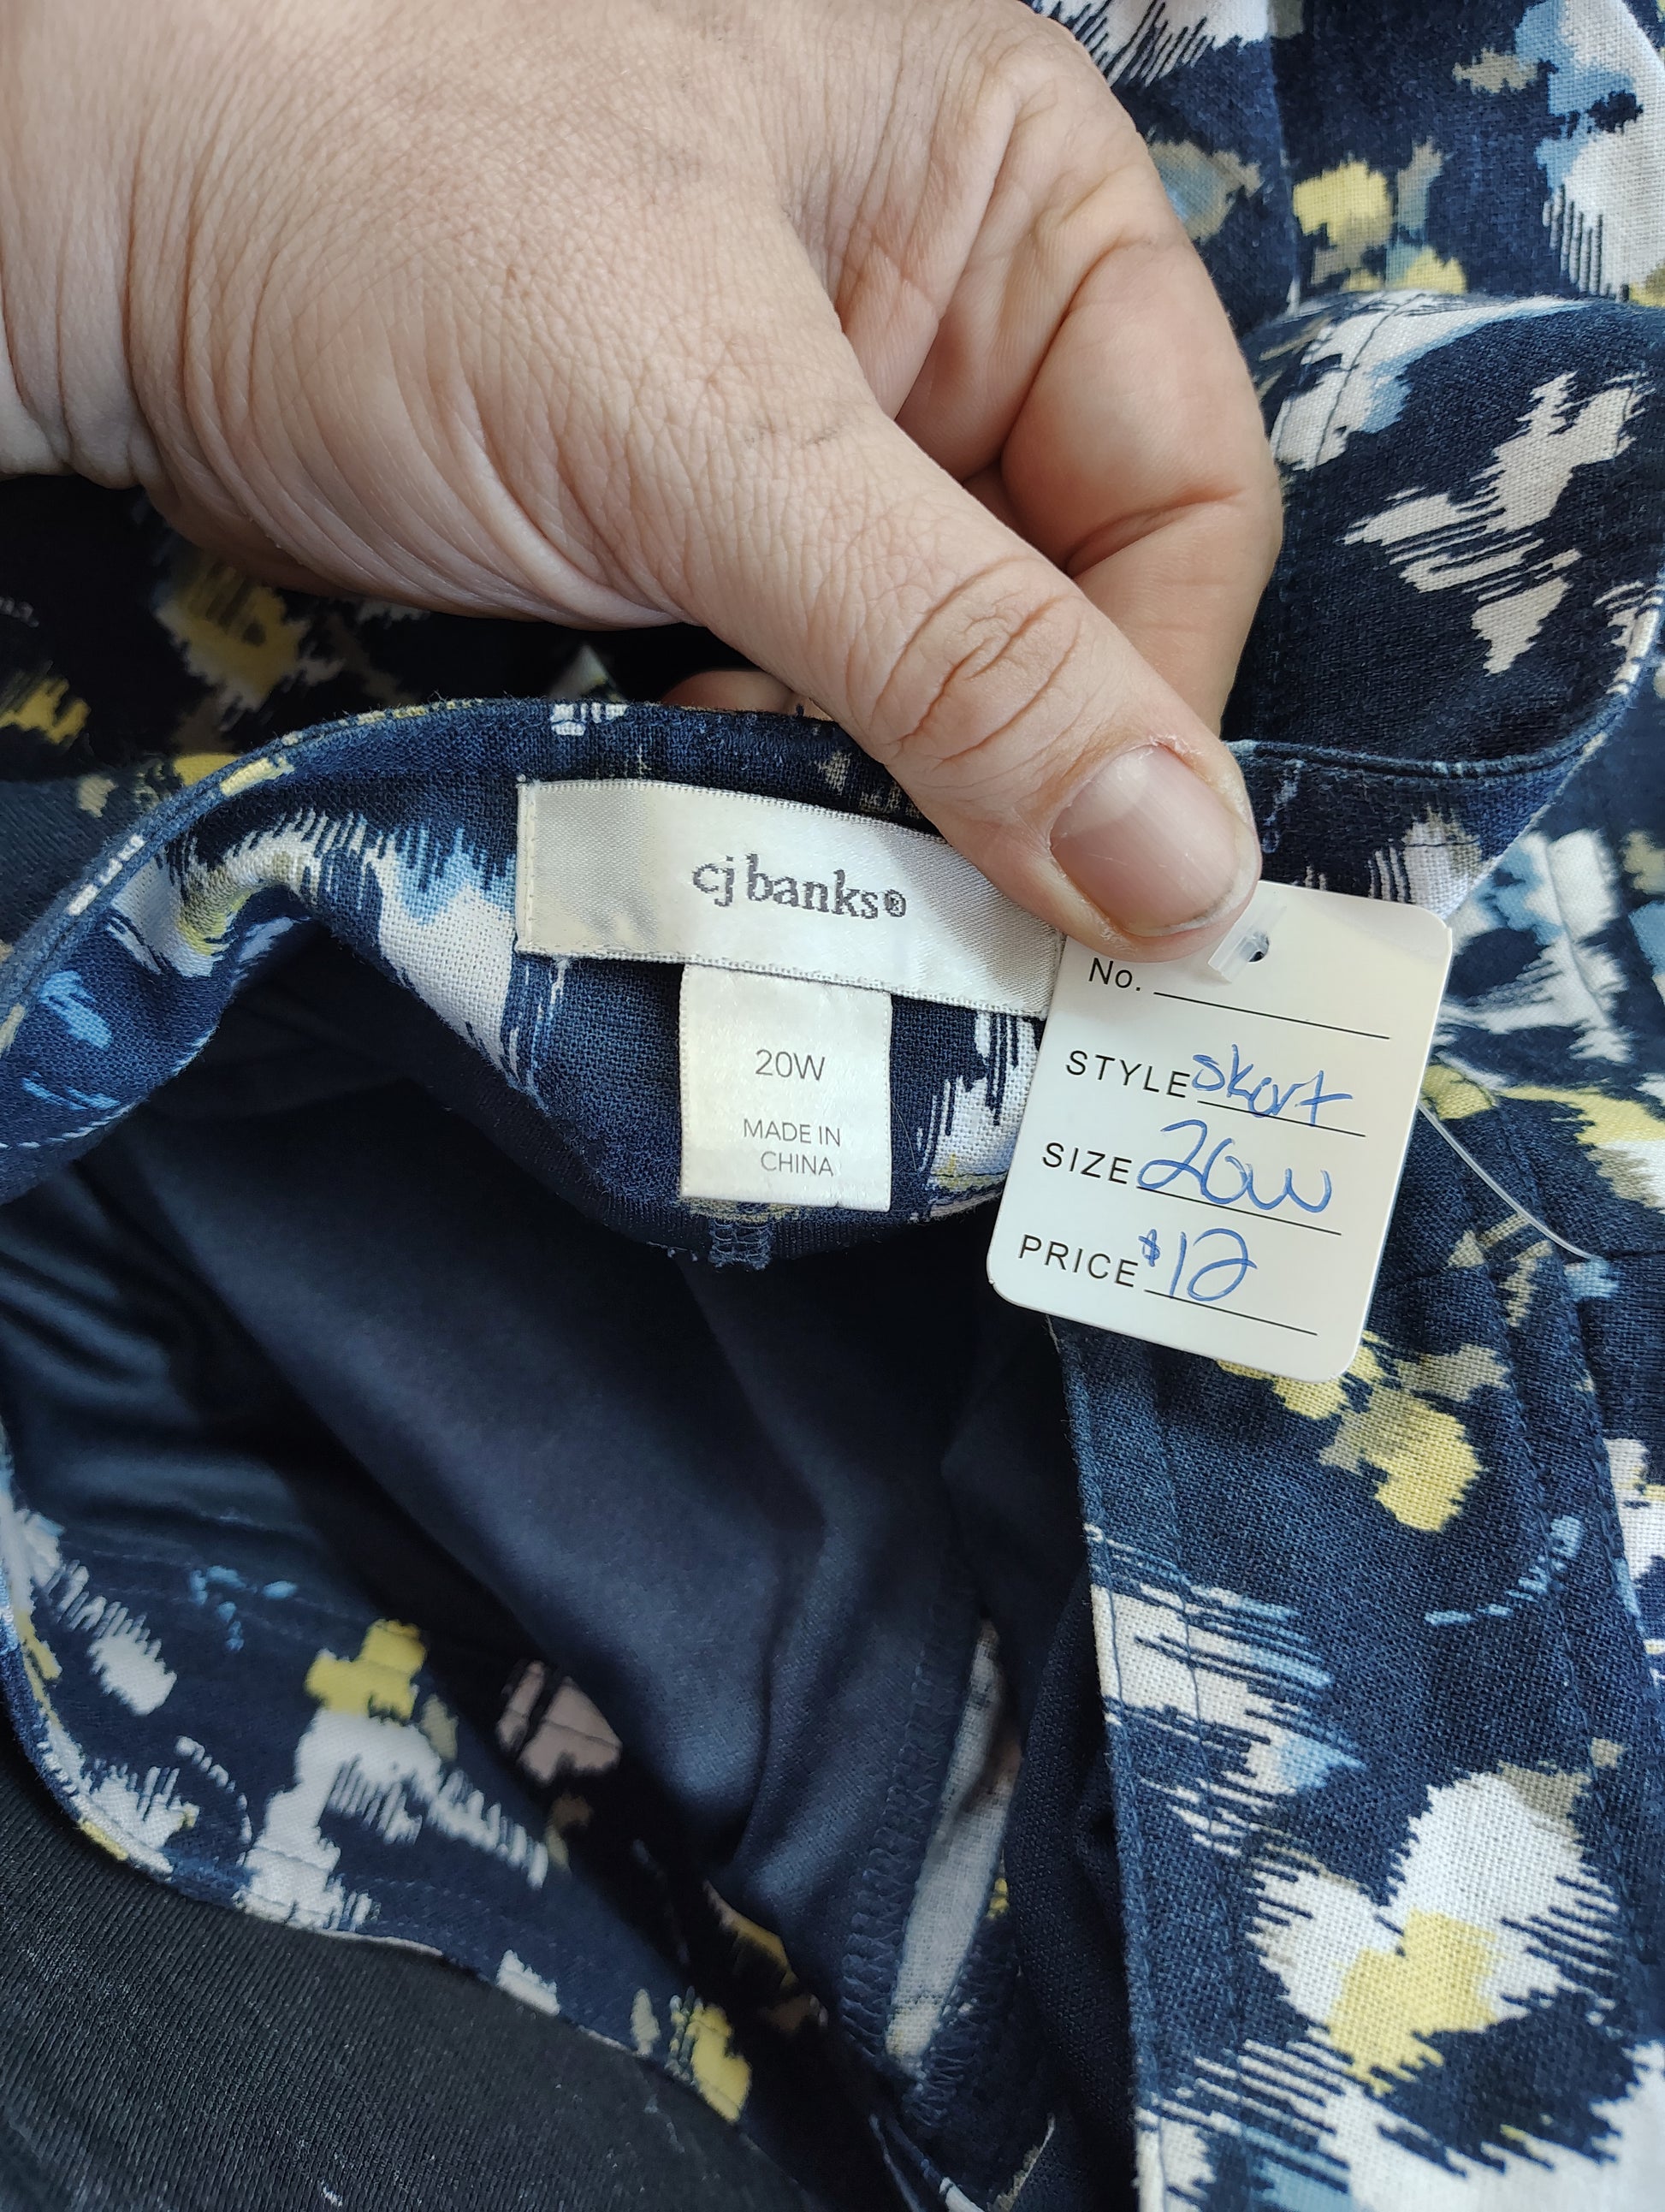 cj banks®
20W
MADE IN
CHINA
No.
STYLE skort
SIZE 20W
PRICE $12